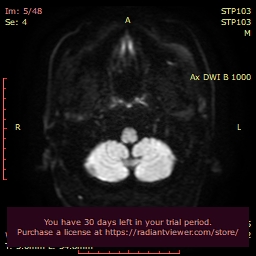 Im: 5/48
STP103
Se: 4
STP103
M
A
Ax DWI B 1000
R
L
You have 30 days left in your trial period.
Purchase a license at https://radiantviewer.com/store/